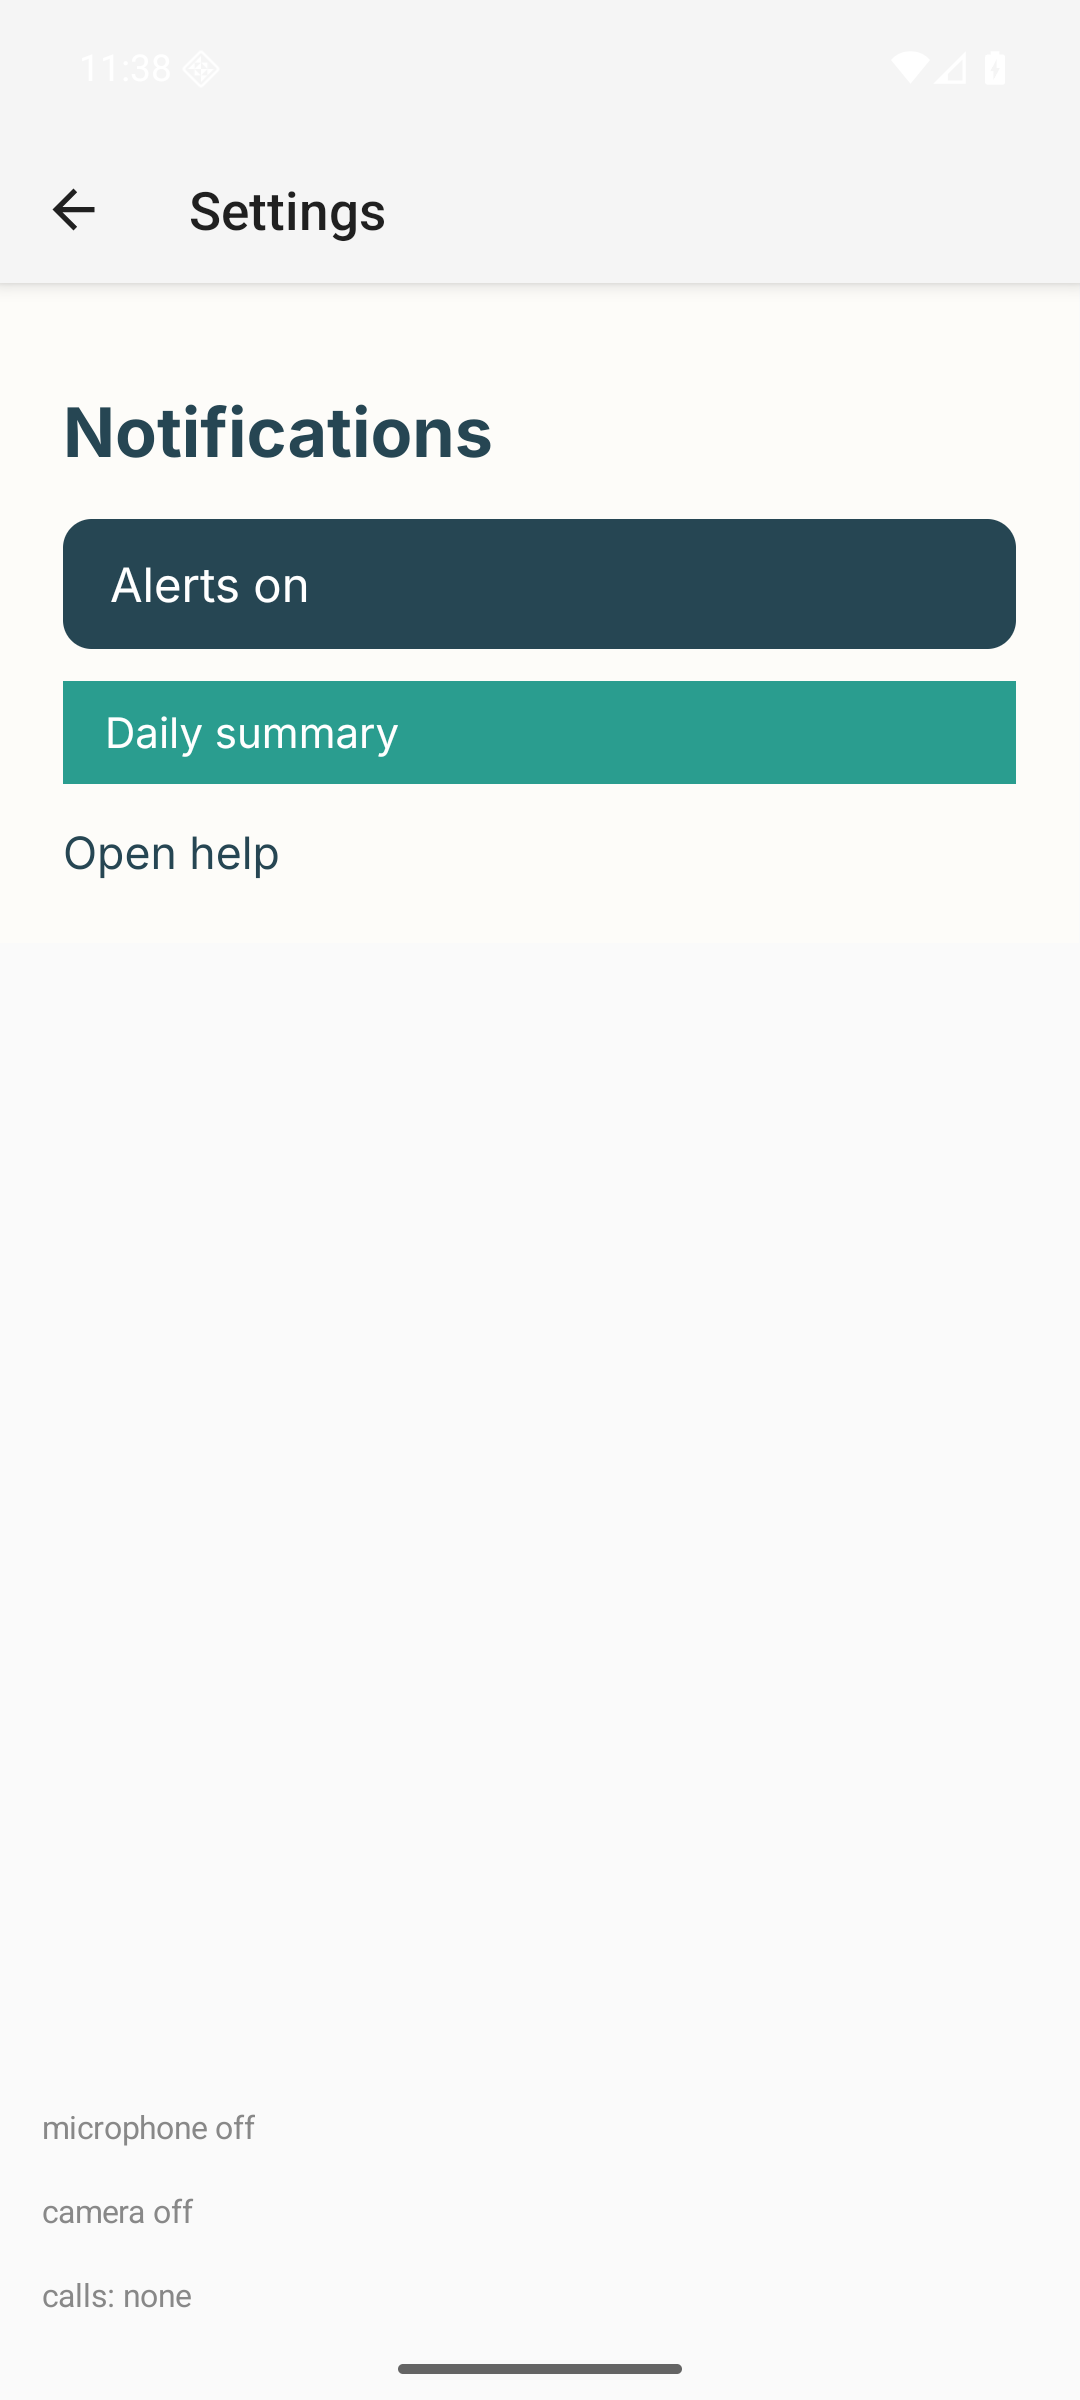 11:38
Settings
Notifications
Alerts on
Daily summary
Open help
microphone off
camera off
calls: none